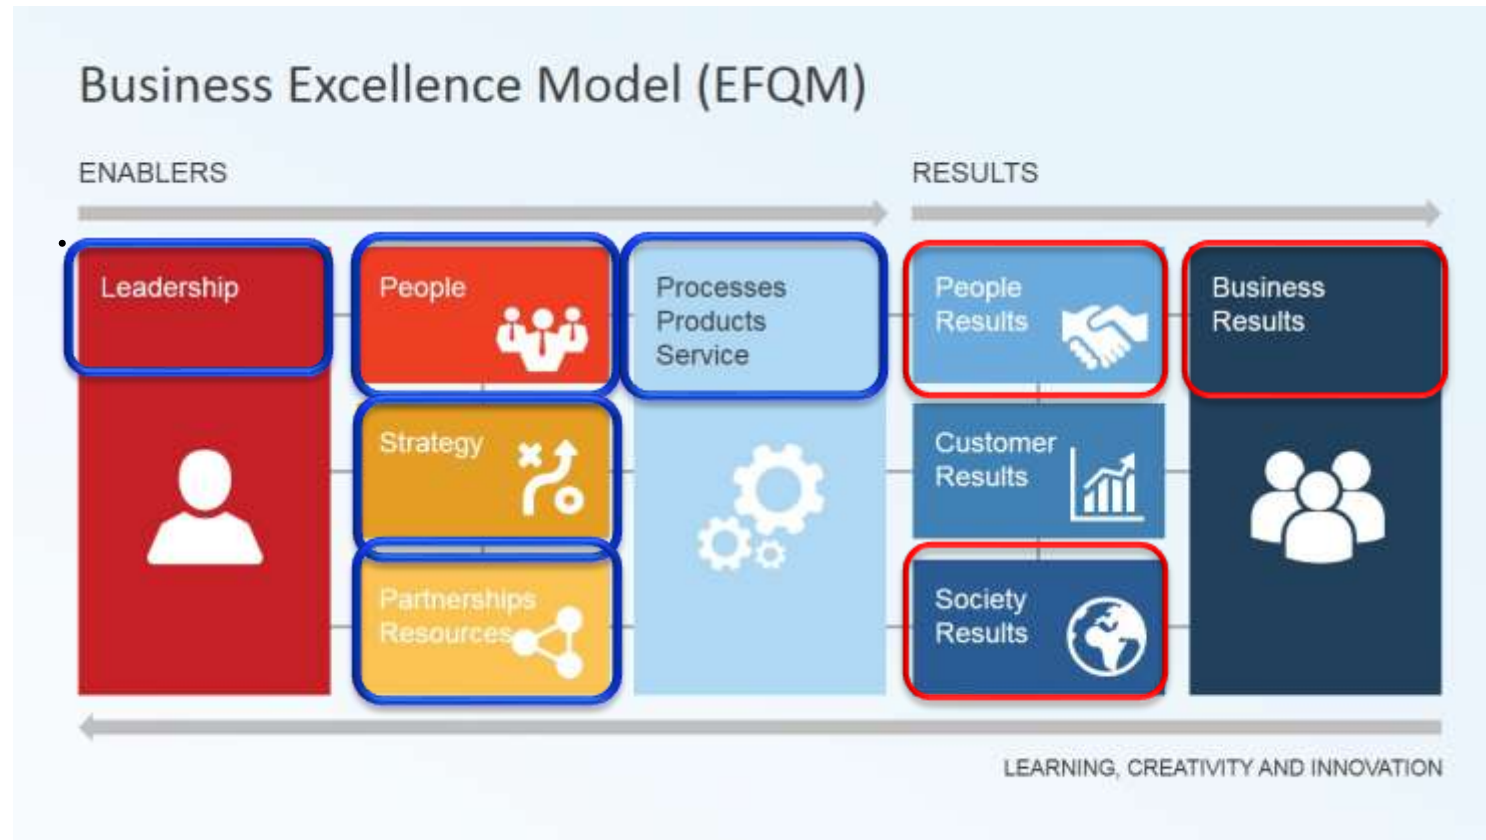 Business Excellence Model (EFQM)
ENABLERS
RESULTS
Leadership
People
Processes
Products
Service
People
Results
Business
Results
Strategy
Customer
Results
Partnerships
Resources
Society
Results
LEARNING, CREATIVITY AND INNOVATION